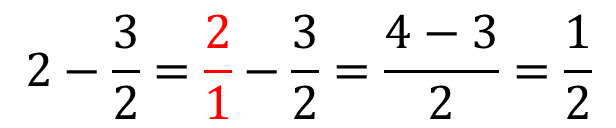 2 − 3/2 = 2/1 − 3/2 = (4 − 3)/2 = 1/2